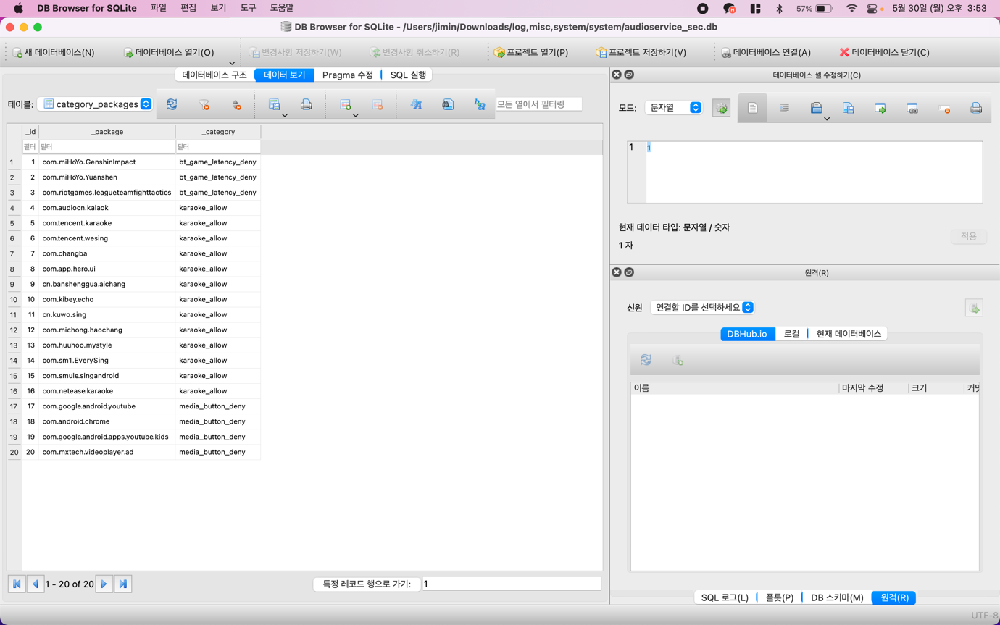 DB Browser for SQLite 파일 편집 보기 도구 도움말 57% 5월 30일 (월) 오후 3:53
DB Browser for SQLite - /Users/jimin/Downloads/log,misc,system/system/audioservice_sec.db
새 데이터베이스(N) 데이터베이스 열기(O) 변경사항 저장하기(W) 변경사항 취소하기(R) 프로젝트 열기(P) 프로젝트 저장하기(V) 데이터베이스 연결(A) 데이터베이스 닫기(C)
데이터베이스 구조 데이터 보기 Pragma 수정 SQL 실행
테이블: category_packages 모든 열에서 필터링
_id _package _category
필터 필터 필터
1 1 com.miHoYo.GenshinImpact bt_game_latency_deny
2 2 com.miHoYo.Yuanshen bt_game_latency_deny
3 3 com.riotgames.league.teamfighttactics bt_game_latency_deny
4 4 com.audiocn.kalaok karaoke_allow
5 5 com.tencent.karaoke karaoke_allow
6 6 com.tencent.wesing karaoke_allow
7 7 com.changba karaoke_allow
8 8 com.app.hero.ui karaoke_allow
9 9 cn.banshenggua.aichang karaoke_allow
10 10 com.kibey.echo karaoke_allow
11 11 cn.kuwo.sing karaoke_allow
12 12 com.michong.haochang karaoke_allow
13 13 com.huuhoo.mystyle karaoke_allow
14 14 com.sm1.EverySing karaoke_allow
15 15 com.smule.singandroid karaoke_allow
16 16 com.netease.karaoke karaoke_allow
17 17 com.google.android.youtube media_button_deny
18 18 com.android.chrome media_button_deny
19 19 com.google.android.apps.youtube.kids media_button_deny
20 20 com.mxtech.videoplayer.ad media_button_deny
1 - 20 of 20 특정 레코드 행으로 가기: 1
데이터베이스 셀 수정하기(C)
모드: 문자열
1 1
현재 데이터 타입: 문자열 / 숫자
1 자
적용
원격(R)
신원 연결할 ID를 선택하세요
DBHub.io 로컬 현재 데이터베이스
이름 마지막 수정 크기
SQL 로그(L) 플롯(P) DB 스키마(M) 원격(R)
UTF-8